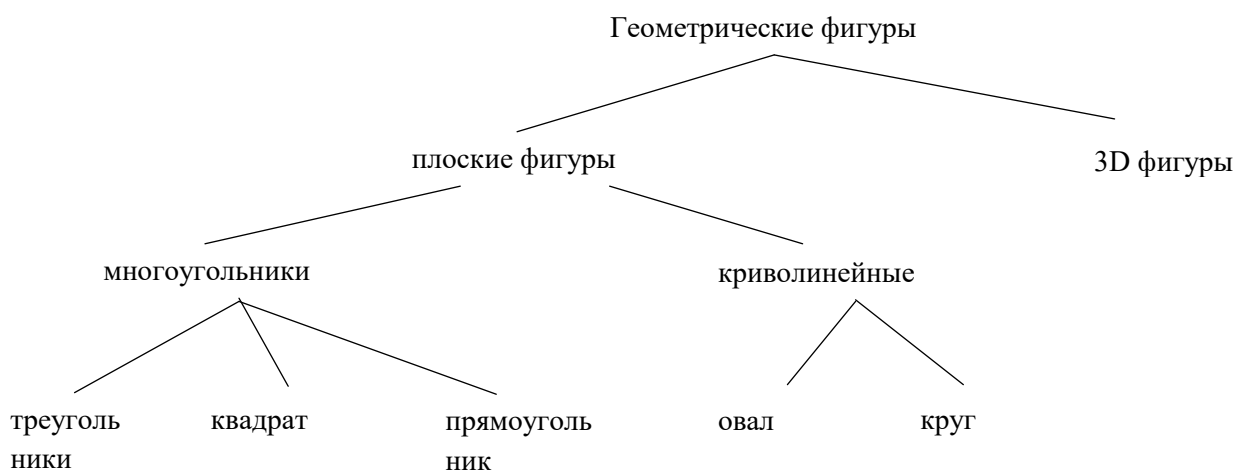 Геометрические фигуры
плоские фигуры
3D фигуры
многоугольники
криволинейные
треуголь
ники
квадрат
прямоуголь
ник
овал
круг